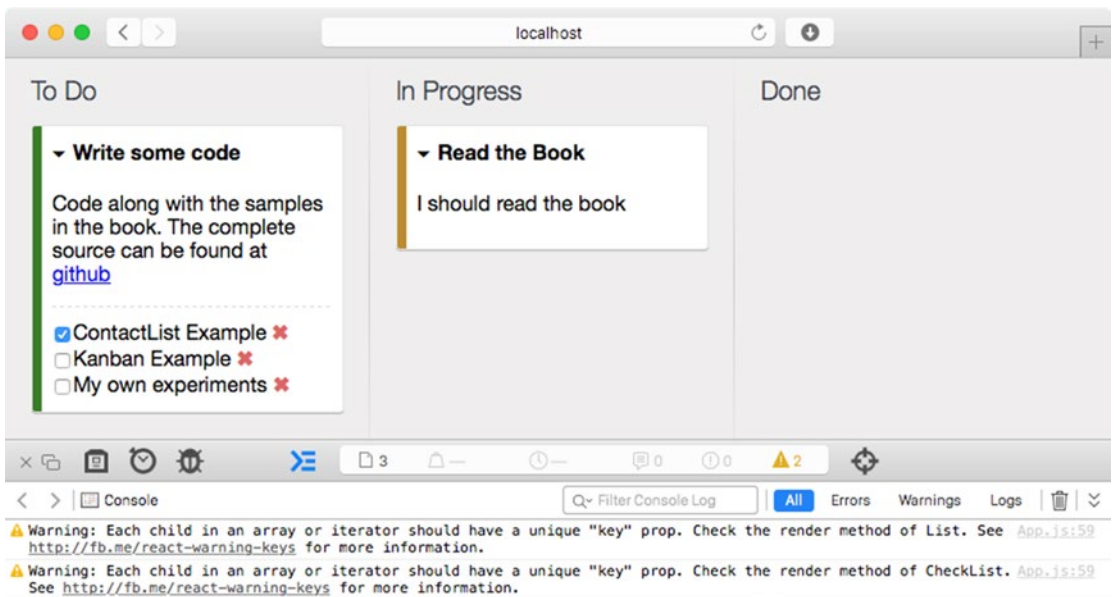 localhost
To Do
In Progress
Done
Write some code
Code along with the samples
in the book. The complete
source can be found at
github
ContactList Example
Kanban Example
My own experiments
Read the Book
I should read the book
3
0
0
2
Console
Filter Console Log
All
Errors
Warnings
Logs
Warning: Each child in an array or iterator should have a unique "key" prop. Check the render method of List. See App.js:59
http://fb.me/react-warning-keys for more information.
Warning: Each child in an array or iterator should have a unique "key" prop. Check the render method of CheckList. App.js:59
See http://fb.me/react-warning-keys for more information.